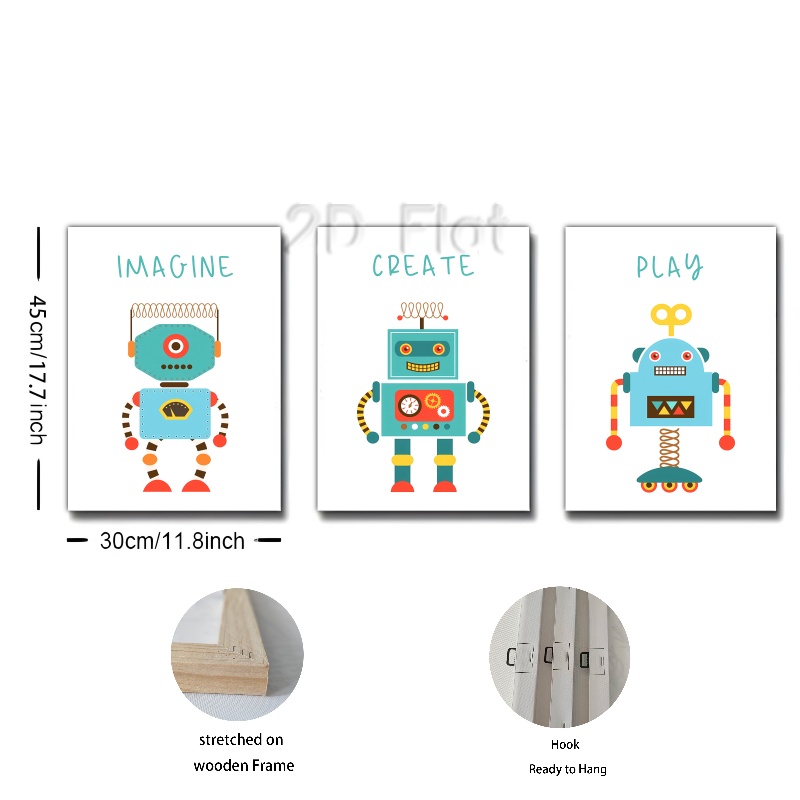 2D Flat
IMAGINE
CREATE
PLAY
45cm/17.7inch
30cm/11.8inch
stretched on
wooden Frame
Hook
Ready to Hang